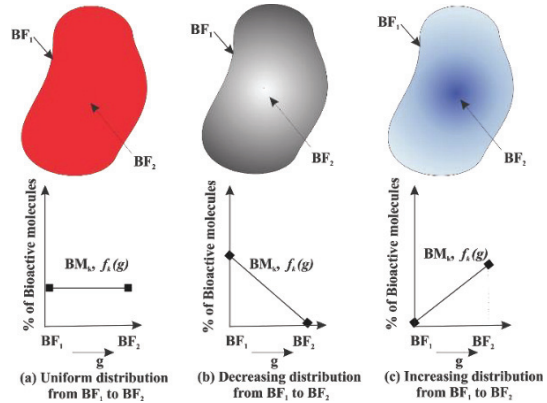 BF₁
BF₂
BF₁
BF₂
BF₁
BF₂
% of Bioactive molecules
BMₖ, fₖ(g)
BF₁ BF₂
g
% of Bioactive molecules
BMₖ, fₖ(g)
BF₁ BF₂
g
% of Bioactive molecules
BMₖ, fₖ(g)
BF₁ BF₂
g
(a) Uniform distribution
from BF₁ to BF₂
(b) Decreasing distribution
from BF₁ to BF₂
(c) Increasing distribution
from BF₁ to BF₂